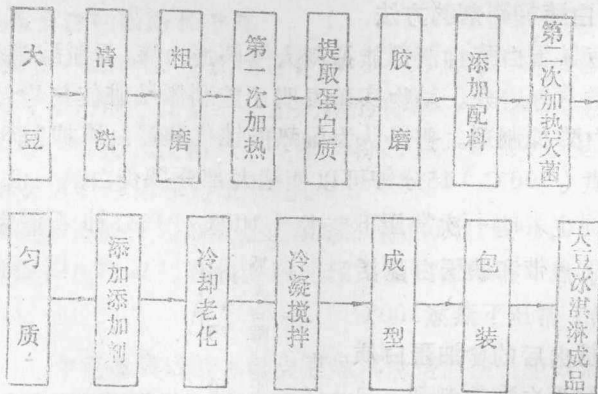 大豆
清洗
粗磨
第一次加热
提取蛋白质
胶磨
添加配料
第二次加热灭菌
匀质
添加添加剂
冷却老化
冷凝搅拌
成型
包装
大豆冰淇淋成品